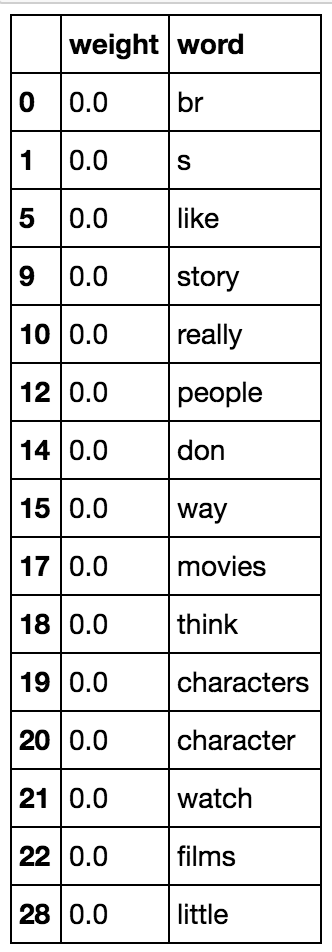 weight word
0 0.0 br
1 0.0 s
5 0.0 like
9 0.0 story
10 0.0 really
12 0.0 people
14 0.0 don
15 0.0 way
17 0.0 movies
18 0.0 think
19 0.0 characters
20 0.0 character
21 0.0 watch
22 0.0 films
28 0.0 little